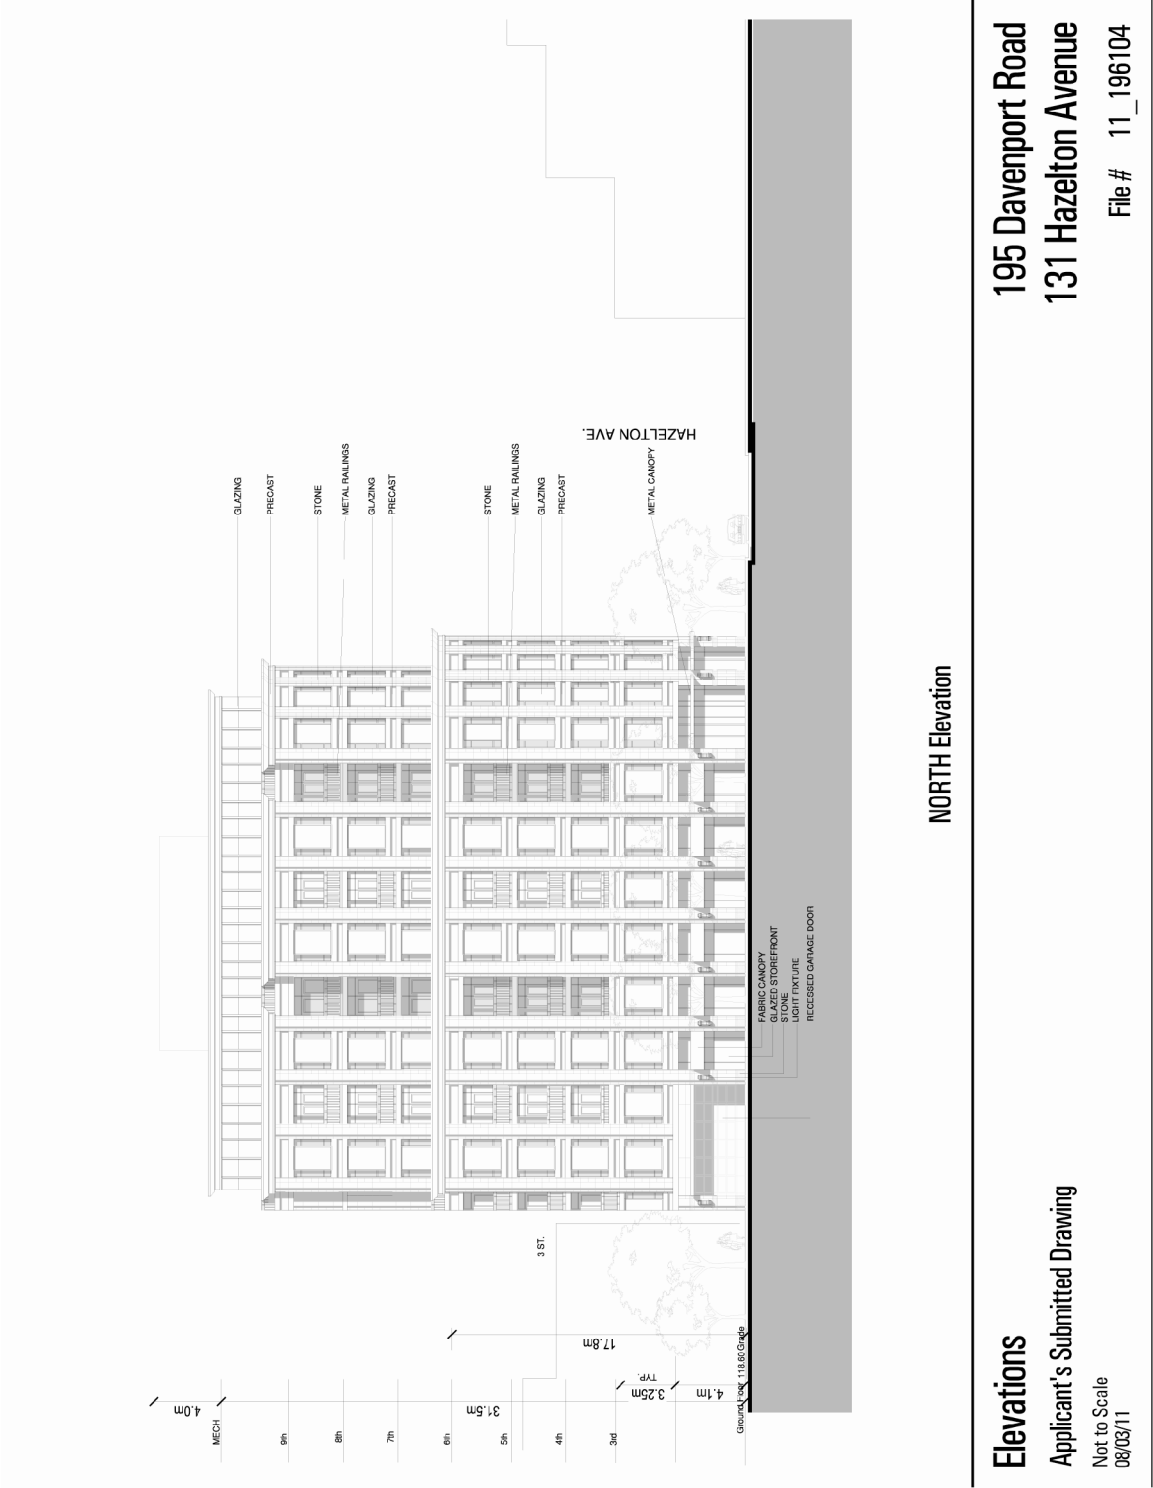 GLAZING
PRECAST
STONE
METAL RAILINGS
GLAZING
PRECAST
STONE
METAL RAILINGS
GLAZING
PRECAST
METAL CANOPY
HAZELTON AVE.
FABRIC CANOPY
GLAZED STOREFRONT
STONE
LIGHT FIXTURE
RECESSED GARAGE DOOR
3 ST.
4.0m
31.5m
17.8m
3.25m
TYP.
4.1m
MECH
9th
8th
7th
6th
5th
4th
3rd
Ground Floor 118.60 Grade
NORTH Elevation
Elevations
Applicant's Submitted Drawing
Not to Scale
08/03/11
195 Davenport Road
131 Hazelton Avenue
File # 11_196104